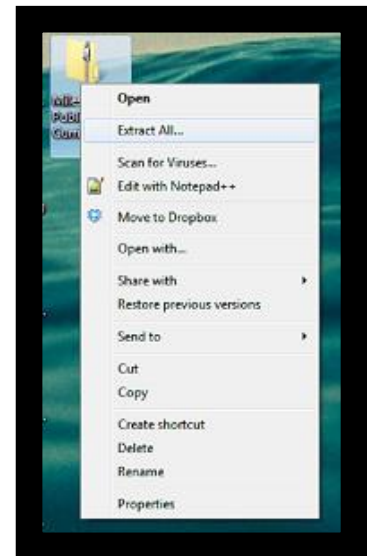 Open
Extract All...
Scan for Viruses...
Edit with Notepad++
Move to Dropbox
Open with...
Share with
Restore previous versions
Send to
Cut
Copy
Create shortcut
Delete
Rename
Properties